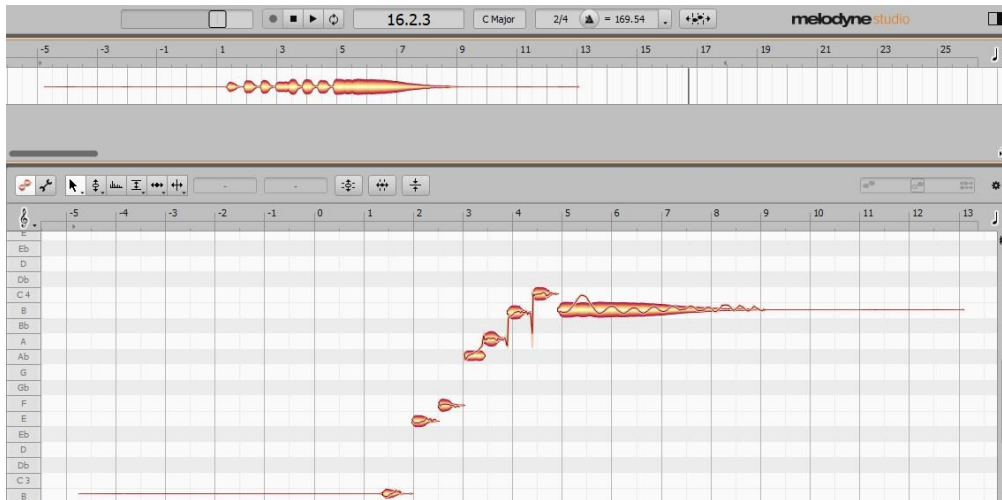 16.2.3 C Major 2/4 = 169.54 melodyne studio
-5 -3 -1 1 3 5 7 9 11 13 15 17 19 21 23 25
- -
-5 -4 -3 -2 -1 0 1 2 3 4 5 6 7 8 9 10 11 12 13
E
Eb
D
Db
C 4
B
Bb
A
Ab
G
Gb
F
E
Eb
D
Db
C 3
B